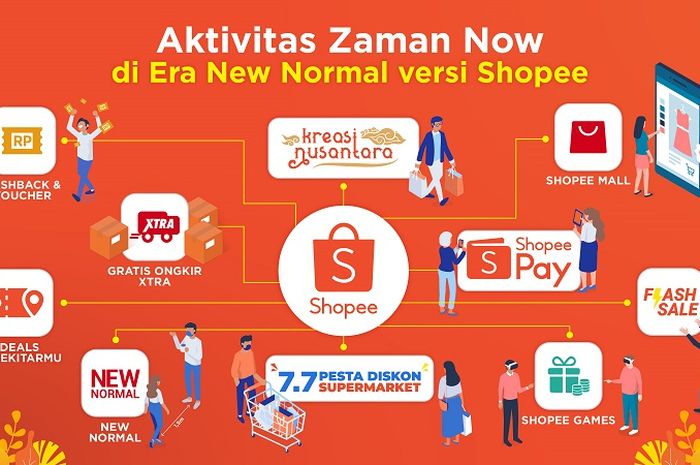 Aktivitas Zaman Now
di Era New Normal versi Shopee
kreasi
nusantara
RP
SHBACK &
OUCHER
SHOPEE MALL
XTRA
GRATIS ONGKIR
XTRA
S
Shopee
S Shopee
Pay
FLASH
SALE
DEALS
EKITARMU
NEW
NORMAL
NEW
NORMAL
1,8m
7.7 PESTA DISKON
SUPERMARKET
SHOPEE GAMES